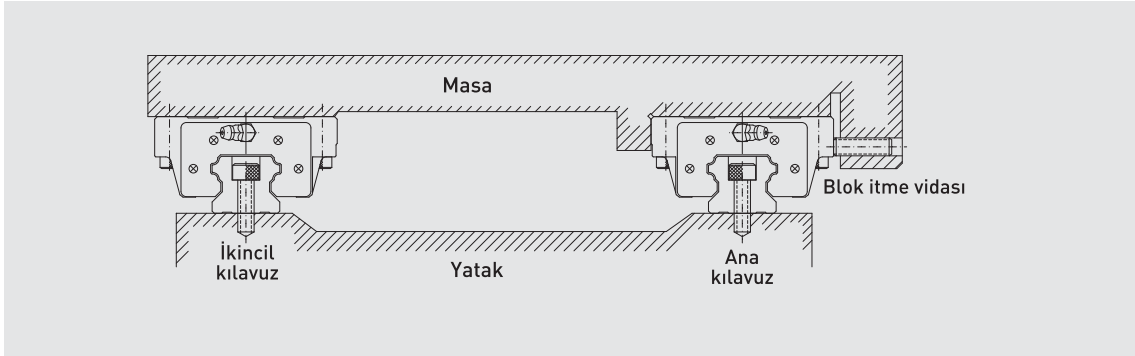 Masa
Blok itme vidası
İkincil
kılavuz
Yatak
Ana
kılavuz